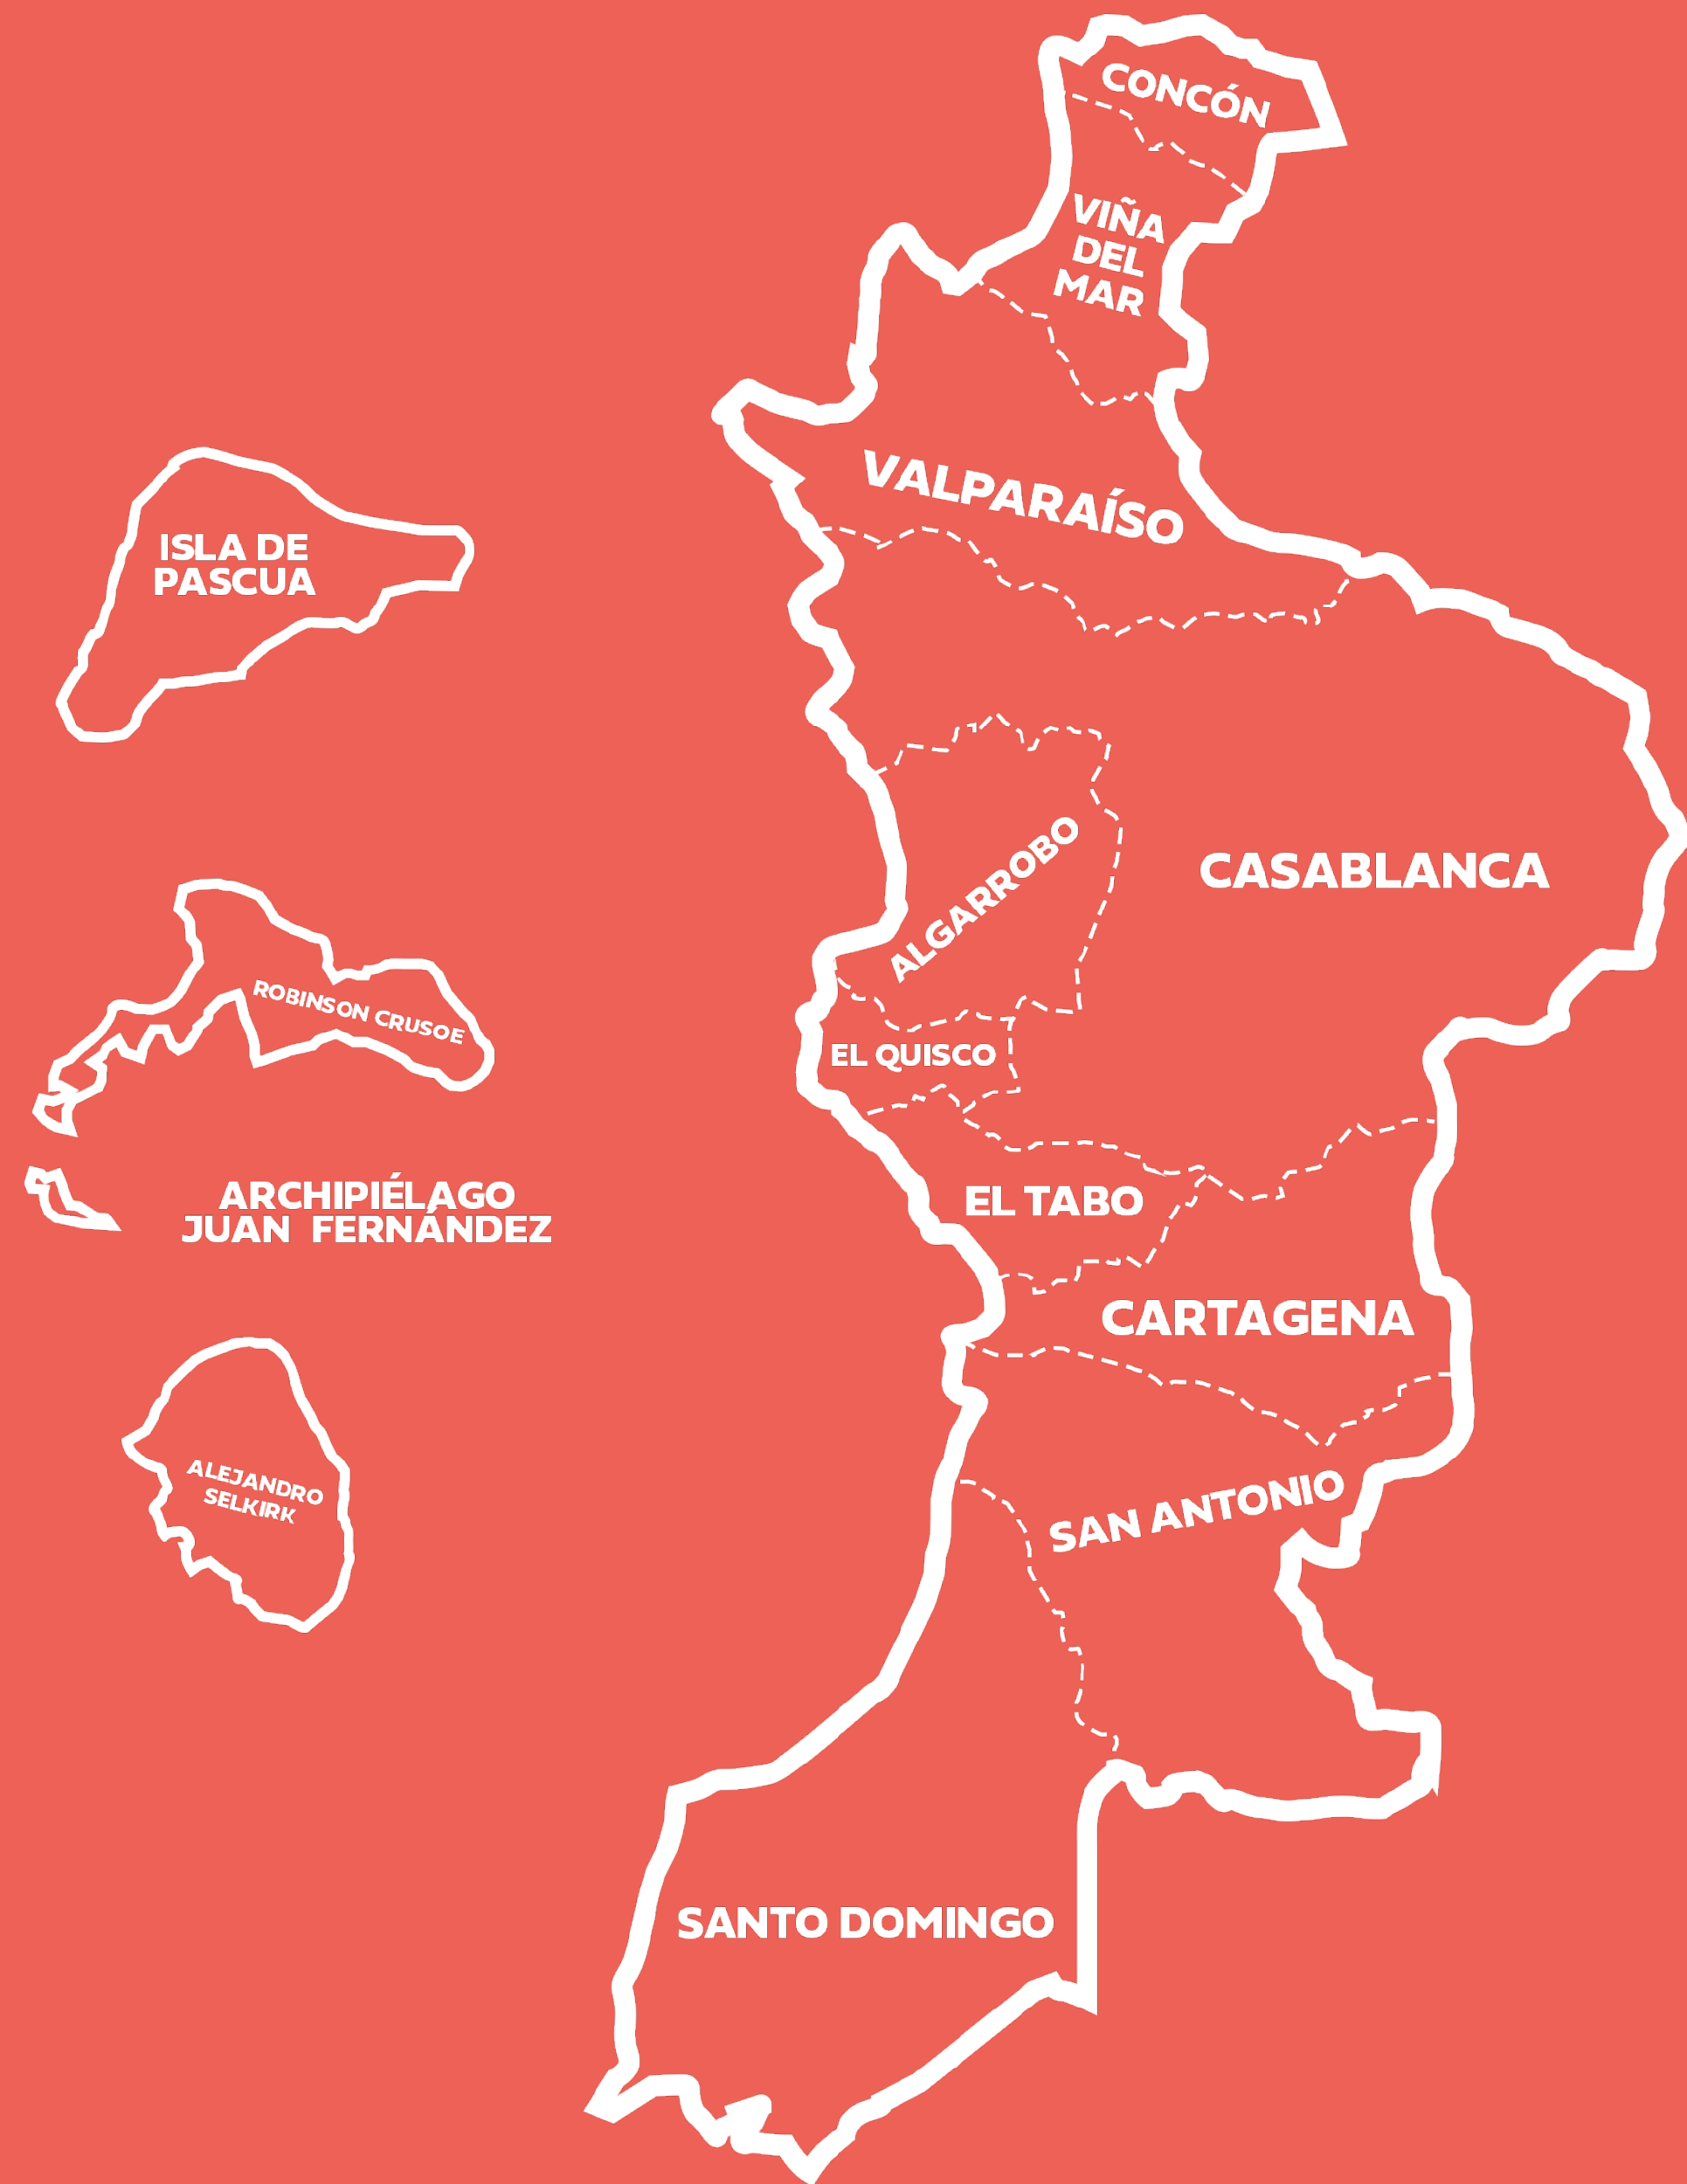 CONCÓN
VIÑA
DEL
MAR
VALPARAÍSO
ISLA DE
PASCUA
ALGARROBO
CASABLANCA
ROBINSON CRUSOE
EL QUISCO
ARCHIPIÉLAGO
JUAN FERNÁNDEZ
EL TABO
CARTAGENA
ALEJANDRO
SELKIRK
SAN ANTONIO
SANTO DOMINGO